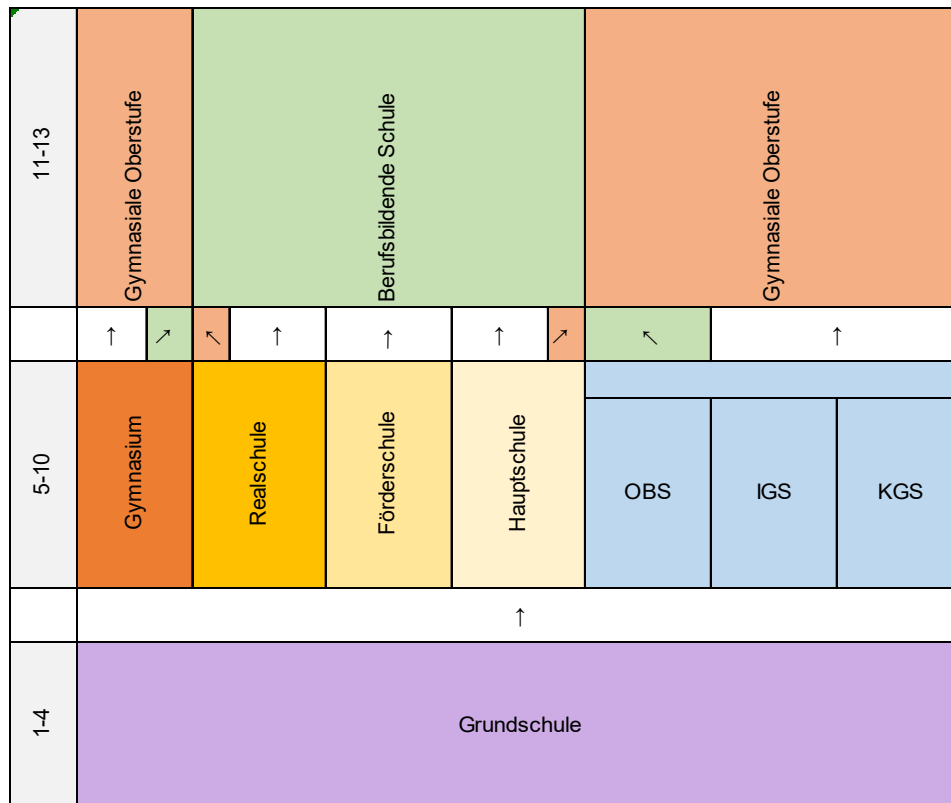 11-13
Gymnasiale Oberstufe
Berufsbildende Schule
Gymnasiale Oberstufe
↑ ↗ ↖ ↑ ↑ ↑ ↗ ↖ ↑
5-10
Gymnasium
Realschule
Förderschule
Hauptschule
OBS
IGS
KGS
↑
1-4
Grundschule